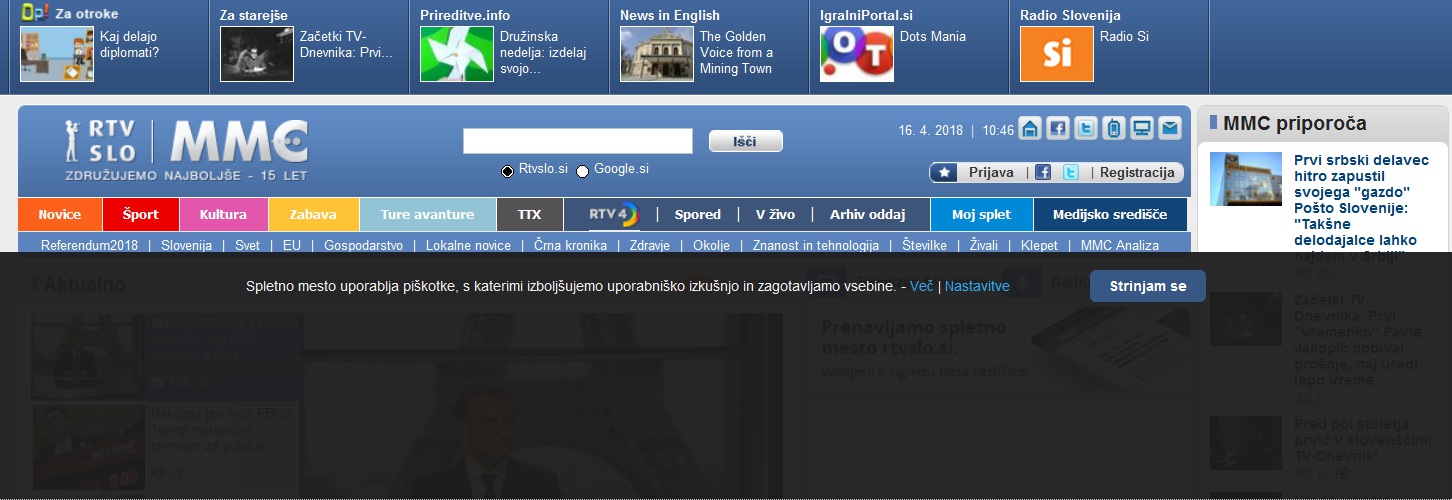 Op! Za otroke
Kaj delajo
diplomati?
Za starejše
Začetki TV-
Dnevnika: Prvi...
Prireditve.info
Družinska
nedelja: izdelaj
svojo...
News in English
The Golden
Voice from a
Mining Town
IgralniPortal.si
OT
Dots Mania
Radio Slovenija
Si
Radio Si
RTV
SLO
MMC
ZDRUŽUJEMO NAJBOLJŠE - 15 LET
Išči
Rtvslo.si Google.si
16. 4. 2018 | 10:46
Prijava | | Registracija
Novice Šport Kultura Zabava Ture avanture TTX RTV 4 | Spored | V živo | Arhiv oddaj Moj splet Medijsko središče
Referendum2018 | Slovenija | Svet | EU | Gospodarstvo | Lokalne novice | Črna kronika | Zdravje | Okolje | Znanost in tehnologija | Številke | Živali | Klepet | MMC Analiza
MMC priporoča
Prvi srbski delavec
hitro zapustil
svojega "gazdo"
Pošto Slovenije:
"Takšne
delodajalce lahko
najdem v Srbiji"
Začetki TV-
Dnevnika: Prvi
"vremenko" Pavle
Jakopič dobival
prošnje, naj uredi
lepo vreme
Pred pol stoletja
prvič v slovenščini:
TV-Dnevnik!
12
Spletno mesto uporablja piškotke, s katerimi izboljšujemo uporabniško izkušnjo in zagotavljamo vsebine. - Več | Nastavitve
Strinjam se
Aktualno
Radio
Prenavljamo spletno
mesto rtvslo.si.
Vabljeni k ogledu beta različice.
Nekdanji prvi mož FBI-ja:
Trump moralno ni
primeren za položaj